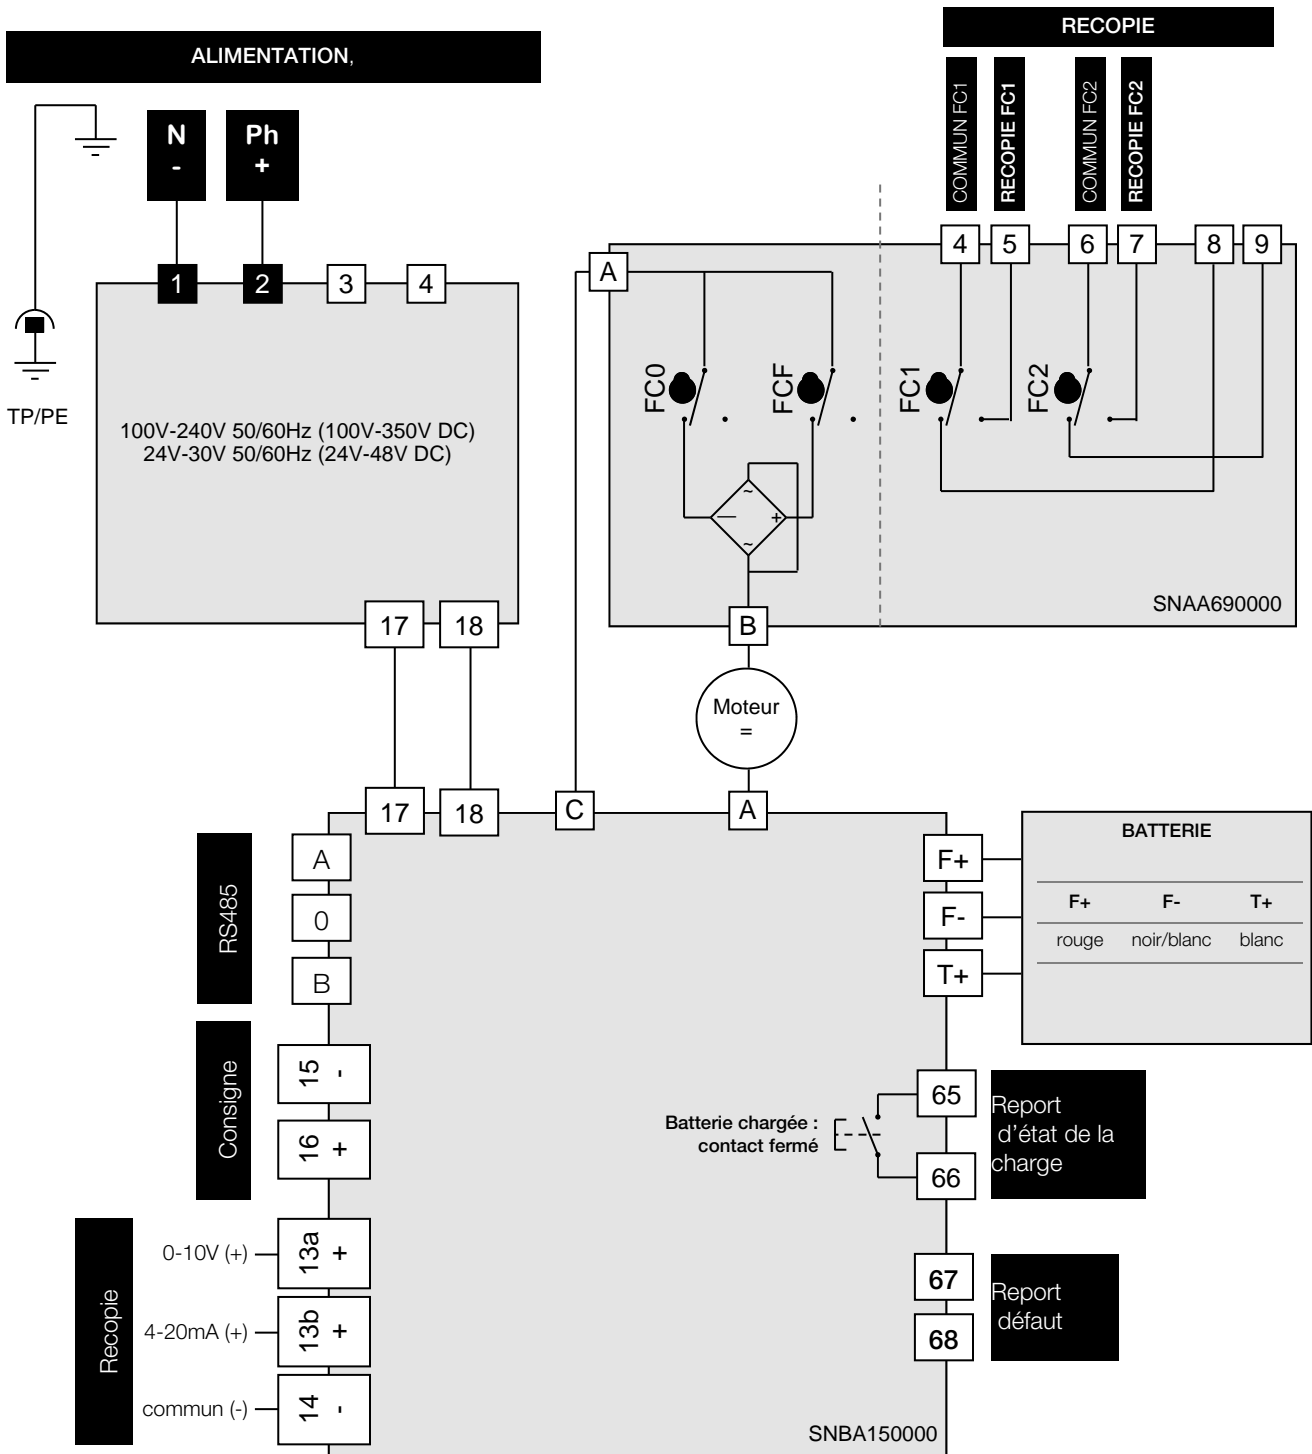 ALIMENTATION,
RECOPIE
N
-
Ph
+
COMMUN FC1
RECOPIE FC1
COMMUN FC2
RECOPIE FC2
1
2
3
4
4
5
6
7
8
9
A
TP/PE
100V-240V 50/60Hz (100V-350V DC)
24V-30V 50/60Hz (24V-48V DC)
FC0
FCF
FC1
FC2
~
— +
~
SNAA690000
17
18
B
Moteur
=
17
18
C
A
RS485
A
0
B
Consigne
15 -
16 +
Recopie
0-10V (+)
13a +
4-20mA (+)
13b +
commun (-)
14 -
F+
F-
T+
BATTERIE
F+ F- T+
rouge noir/blanc blanc
Batterie chargée :
contact fermé
65
66
Report
d'état de la
charge
67
68
Report
défaut
SNBA150000